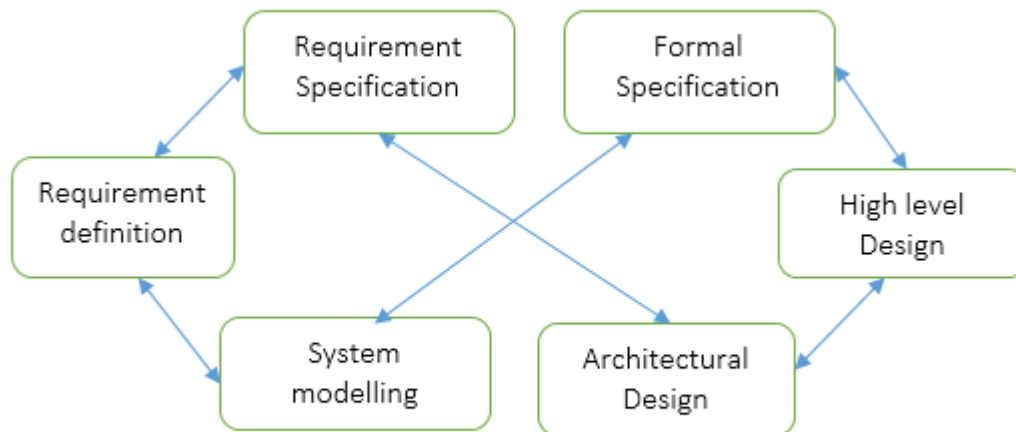 Requirement
Specification
Formal
Specification
Requirement
definition
High level
Design
System
modelling
Architectural
Design